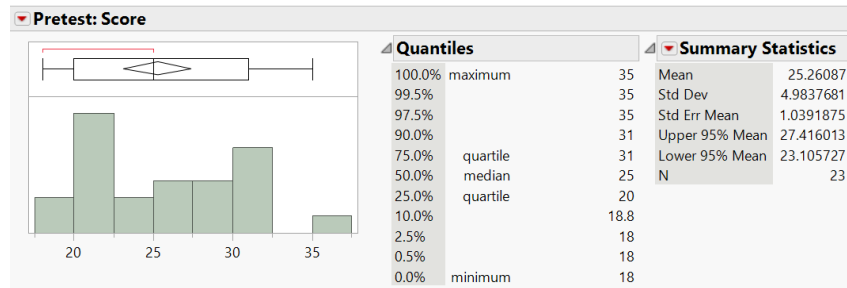 Pretest: Score
20 25 30 35
Quantiles
100.0% maximum 35
99.5% 35
97.5% 35
90.0% 31
75.0% quartile 31
50.0% median 25
25.0% quartile 20
10.0% 18.8
2.5% 18
0.5% 18
0.0% minimum 18
Summary Statistics
Mean 25.26087
Std Dev 4.9837681
Std Err Mean 1.0391875
Upper 95% Mean 27.416013
Lower 95% Mean 23.105727
N 23